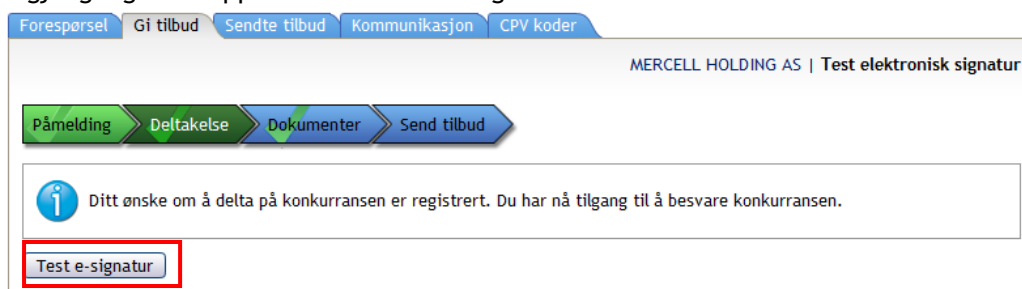 Forespørsel Gi tilbud Sendte tilbud Kommunikasjon CPV koder
MERCELL HOLDING AS | Test elektronisk signatur
Påmelding Deltakelse Dokumenter Send tilbud
Ditt ønske om å delta på konkurransen er registrert. Du har nå tilgang til å besvare konkurransen.
Test e-signatur